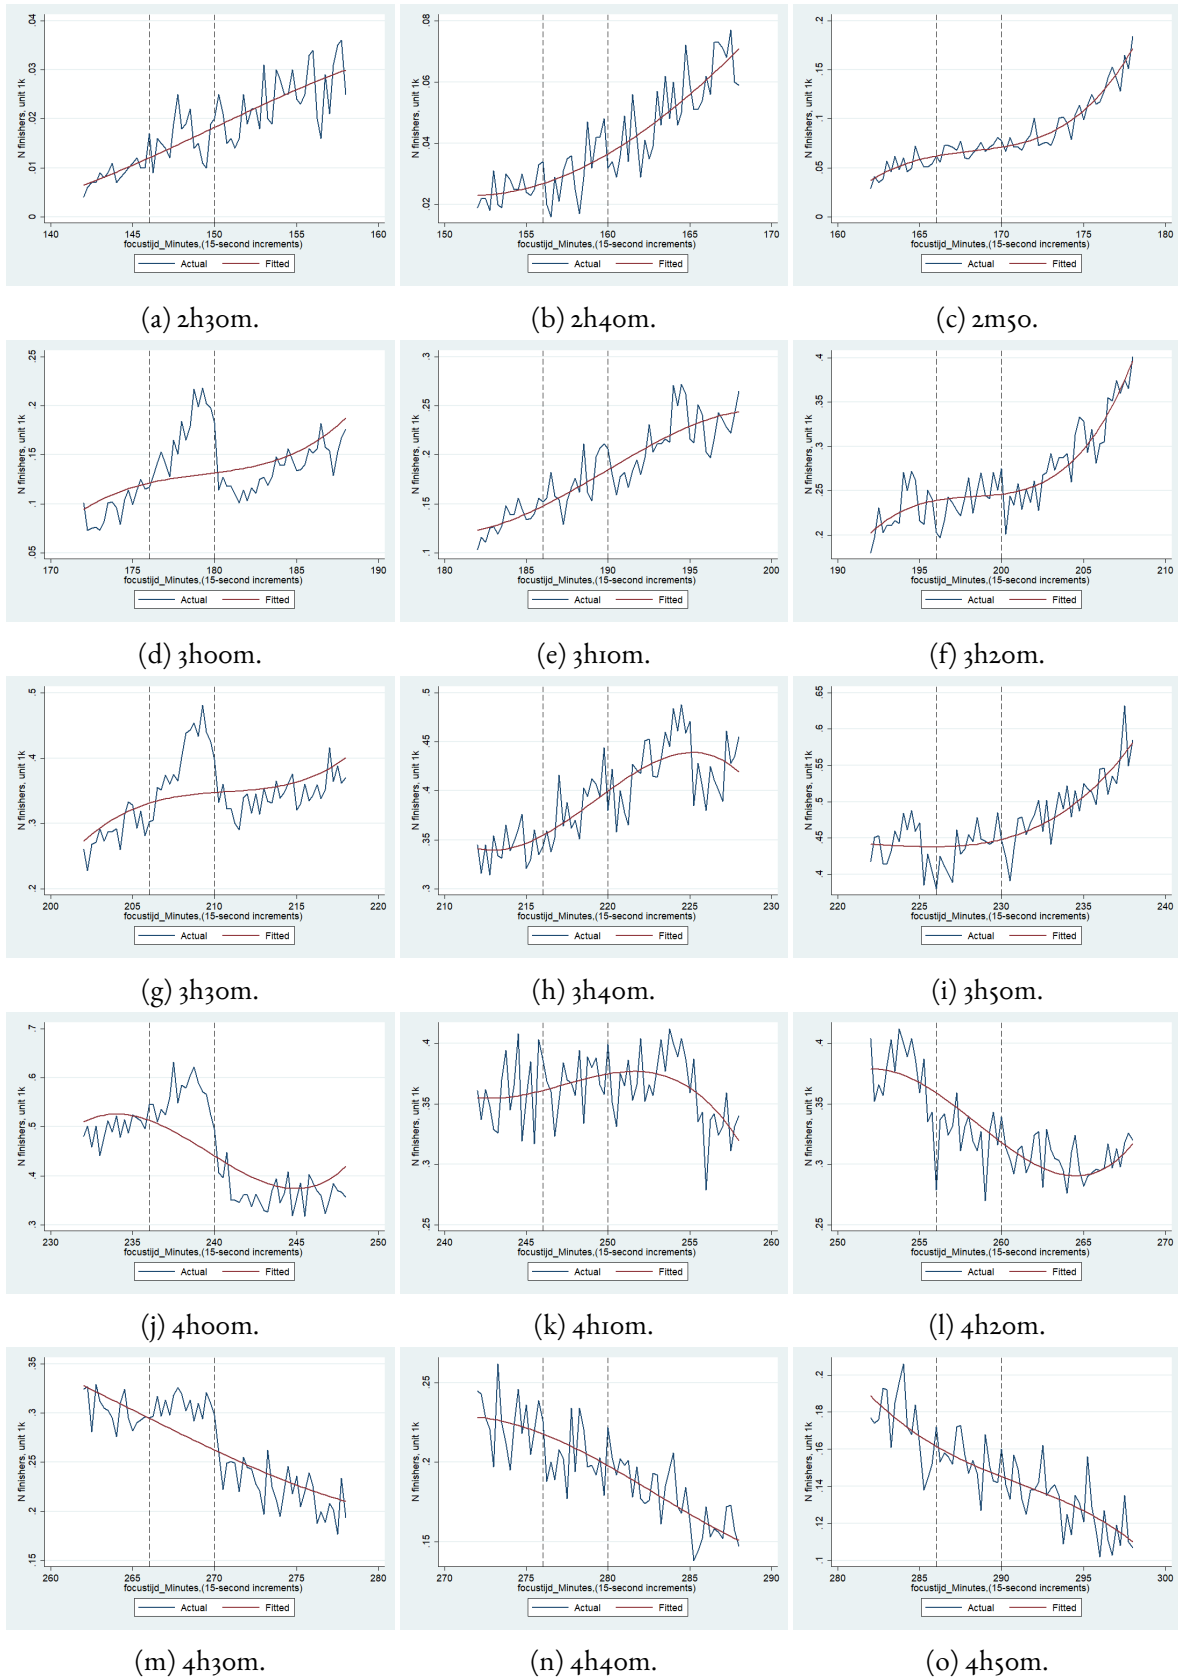 N finishers, unit 1k
.04
.03
.02
.01
0
140 145 150 155 160
focustijd_Minutes,(15-second increments)
Actual Fitted
(a) 2h30m.
N finishers, unit 1k
.08
.06
.04
.02
150 155 160 165 170
focustijd_Minutes,(15-second increments)
Actual Fitted
(b) 2h40m.
N finishers, unit 1k
.2
.15
.1
.05
0
160 165 170 175 180
focustijd_Minutes,(15-second increments)
Actual Fitted
(c) 2m50.
N finishers, unit 1k
.25
.2
.15
.1
.05
170 175 180 185 190
focustijd_Minutes,(15-second increments)
Actual Fitted
(d) 3h00m.
N finishers, unit 1k
.3
.25
.2
.15
.1
180 185 190 195 200
focustijd_Minutes,(15-second increments)
Actual Fitted
(e) 3h10m.
N finishers, unit 1k
.4
.35
.3
.25
.2
190 195 200 205 210
focustijd_Minutes,(15-second increments)
Actual Fitted
(f) 3h20m.
N finishers, unit 1k
.5
.4
.3
.2
200 205 210 215 220
focustijd_Minutes,(15-second increments)
Actual Fitted
(g) 3h30m.
N finishers, unit 1k
.5
.45
.4
.35
.3
210 215 220 225 230
focustijd_Minutes,(15-second increments)
Actual Fitted
(h) 3h40m.
N finishers, unit 1k
.65
.6
.55
.5
.45
.4
220 225 230 235 240
focustijd_Minutes,(15-second increments)
Actual Fitted
(i) 3h50m.
N finishers, unit 1k
.7
.6
.5
.4
.3
230 235 240 245 250
focustijd_Minutes,(15-second increments)
Actual Fitted
(j) 4h00m.
N finishers, unit 1k
.4
.35
.3
.25
240 245 250 255 260
focustijd_Minutes,(15-second increments)
Actual Fitted
(k) 4h10m.
N finishers, unit 1k
.4
.35
.3
.25
250 255 260 265 270
focustijd_Minutes,(15-second increments)
Actual Fitted
(l) 4h20m.
N finishers, unit 1k
.35
.3
.25
.2
.15
260 265 270 275 280
focustijd_Minutes,(15-second increments)
Actual Fitted
(m) 4h30m.
N finishers, unit 1k
.25
.2
.15
270 275 280 285 290
focustijd_Minutes,(15-second increments)
Actual Fitted
(n) 4h40m.
N finishers, unit 1k
.2
.18
.16
.14
.12
.1
280 285 290 295 300
focustijd_Minutes,(15-second increments)
Actual Fitted
(o) 4h50m.